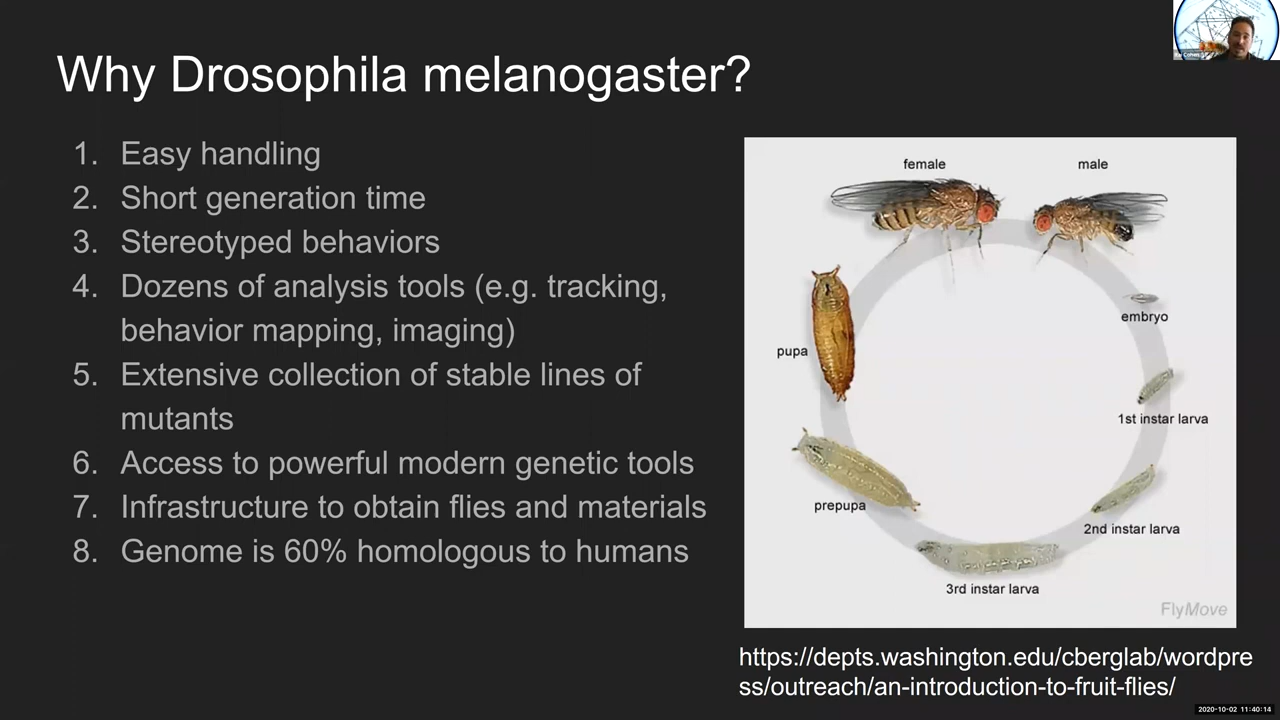 Why Drosophila melanogaster?
1. Easy handling
2. Short generation time
3. Stereotyped behaviors
4. Dozens of analysis tools (e.g. tracking,
behavior mapping, imaging)
5. Extensive collection of stable lines of
mutants
6. Access to powerful modern genetic tools
7. Infrastructure to obtain flies and materials
8. Genome is 60% homologous to humans
female
male
embryo
1st instar larva
2nd instar larva
3rd instar larva
prepupa
pupa
FlyMove
https://depts.washington.edu/cberglab/wordpre
ss/outreach/an-introduction-to-fruit-flies/
2020-10-02 11:40:14